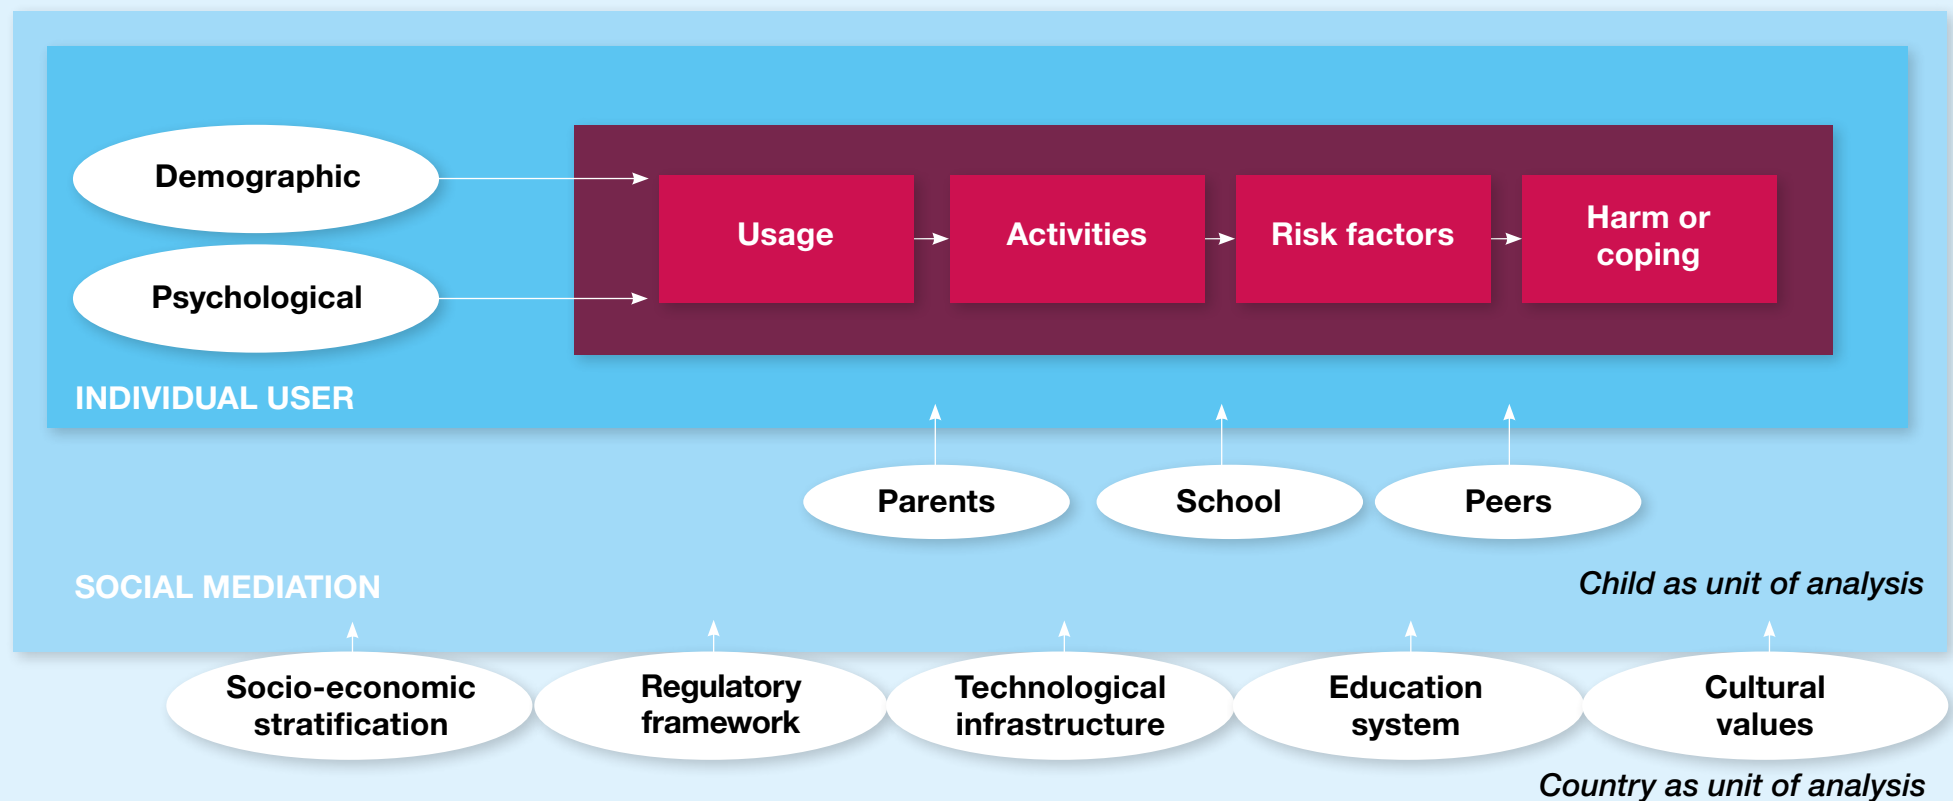 Demographic
Psychological
Usage
Activities
Risk factors
Harm or
coping
INDIVIDUAL USER
Parents
School
Peers
SOCIAL MEDIATION
Child as unit of analysis
Socio-economic
stratification
Regulatory
framework
Technological
infrastructure
Education
system
Cultural
values
Country as unit of analysis